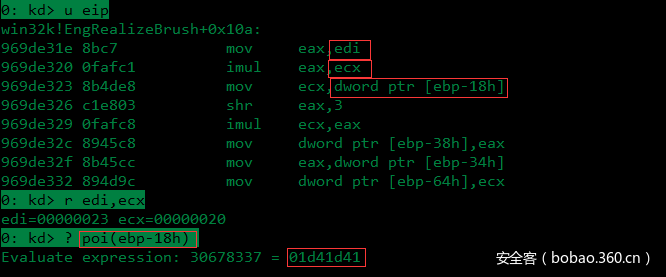 0: kd> u eip
win32k!EngRealizeBrush+0x10a:
969de31e 8bc7 mov eax,edi
969de320 0fafc1 imul eax,ecx
969de323 8b4de8 mov ecx,dword ptr [ebp-18h]
969de326 c1e803 shr eax,3
969de329 0fafc8 imul ecx,eax
969de32c 8945c8 mov dword ptr [ebp-38h],eax
969de32f 8b45cc mov eax,dword ptr [ebp-34h]
969de332 894d9c mov dword ptr [ebp-64h],ecx
0: kd> r edi,ecx
edi=00000023 ecx=00000020
0: kd> ? poi(ebp-18h)
Evaluate expression: 30678337 = 01d41d41
安全客（bobao.360.cn）